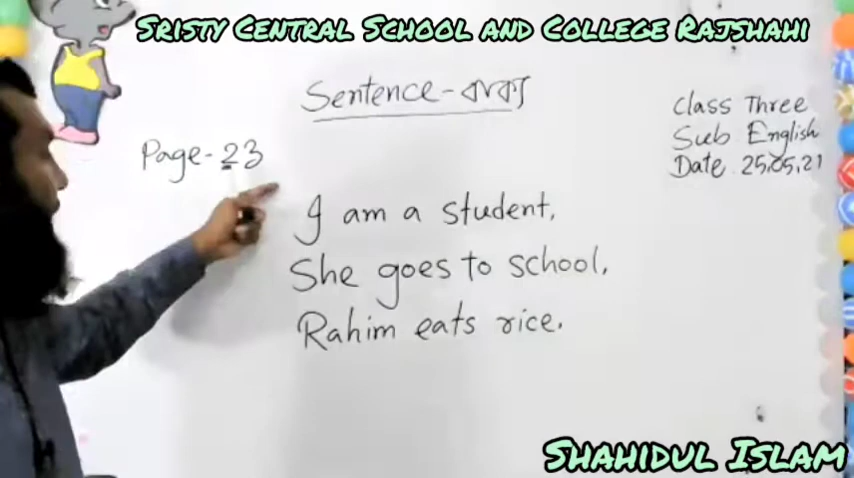 SRISTY CENTRAL SCHOOL AND COLLEGE RAJSHAHI
Sentence - বাক্য
Class Three
Sub English
Date 25.05.21
Page - 23
I am a student.
She goes to school.
Rahim eats rice.
SHAHIDUL ISLAM